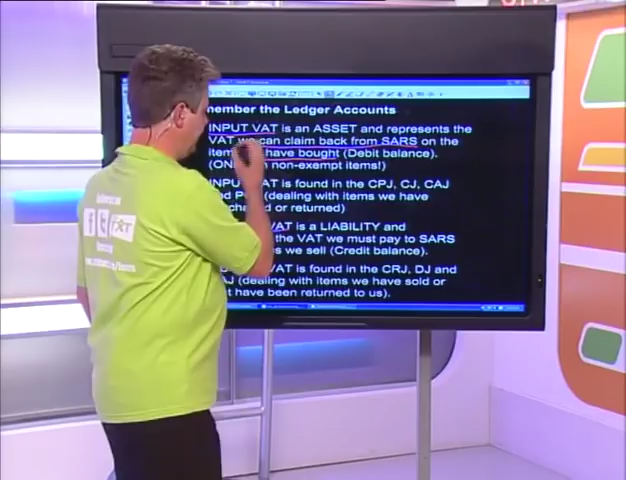 member the Ledger Accounts
INPUT VAT is an ASSET and represents the
VAT we can claim back from SARS on the
item have bought (Debit balance).
non-exempt items!)
INPUT VAT is found in the CPJ, CJ, CAJ
(dealing with items we have
or returned)
VAT is a LIABILITY and
the VAT we must pay to SARS
we sell (Credit balance).
VAT is found in the CRJ, DJ and
(dealing with items we have sold or
t have been returned to us).
f t